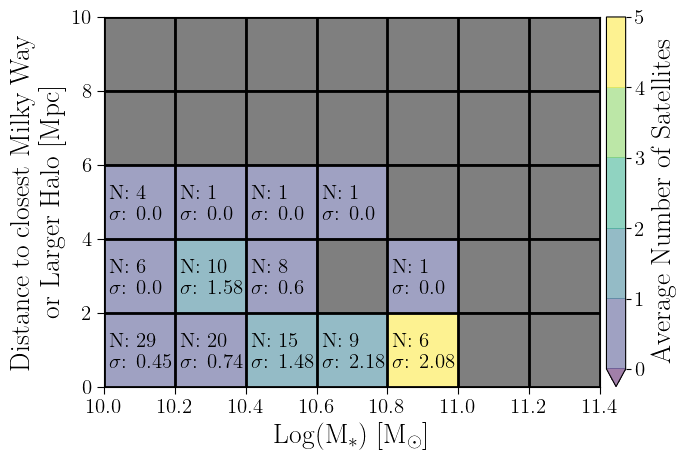 Distance to closest Milky Way
or Larger Halo [Mpc]
10
8
6
4
2
0
N: 4
σ: 0.0
N: 1
σ: 0.0
N: 1
σ: 0.0
N: 1
σ: 0.0
N: 6
σ: 0.0
N: 10
σ: 1.58
N: 8
σ: 0.6
N: 1
σ: 0.0
N: 29
σ: 0.45
N: 20
σ: 0.74
N: 15
σ: 1.48
N: 9
σ: 2.18
N: 6
σ: 2.08
10.0 10.2 10.4 10.6 10.8 11.0 11.2 11.4
Log(M*) [M⊙]
5
4
3
2
1
0
Average Number of Satellites